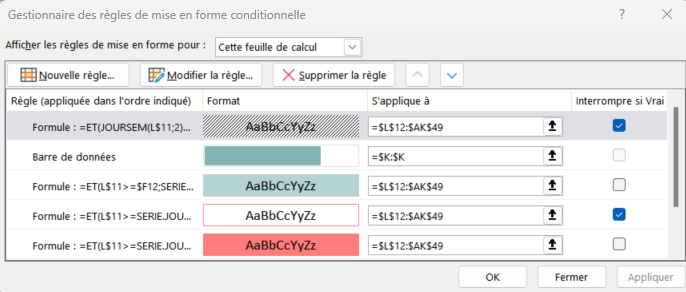 Gestionnaire des règles de mise en forme conditionnelle ? ×
Afficher les règles de mise en forme pour : Cette feuille de calcul
Nouvelle règle... Modifier la règle... Supprimer la règle
Règle (appliquée dans l'ordre indiqué) Format S'applique à Interrompre si Vrai
Formule : =ET(JOURSEM(L$11;2)... AaBbCcYyZz =$L$12:$AK$49
Barre de données =$K:$K
Formule : =ET(L$11>=$F12;SERIE... AaBbCcYyZz =$L$12:$AK$49
Formule : =ET(L$11>=SERIE.JOU... AaBbCcYyZz =$L$12:$AK$49
Formule : =ET(L$11>=SERIE.JOU... AaBbCcYyZz =$L$12:$AK$49
OK Fermer Appliquer